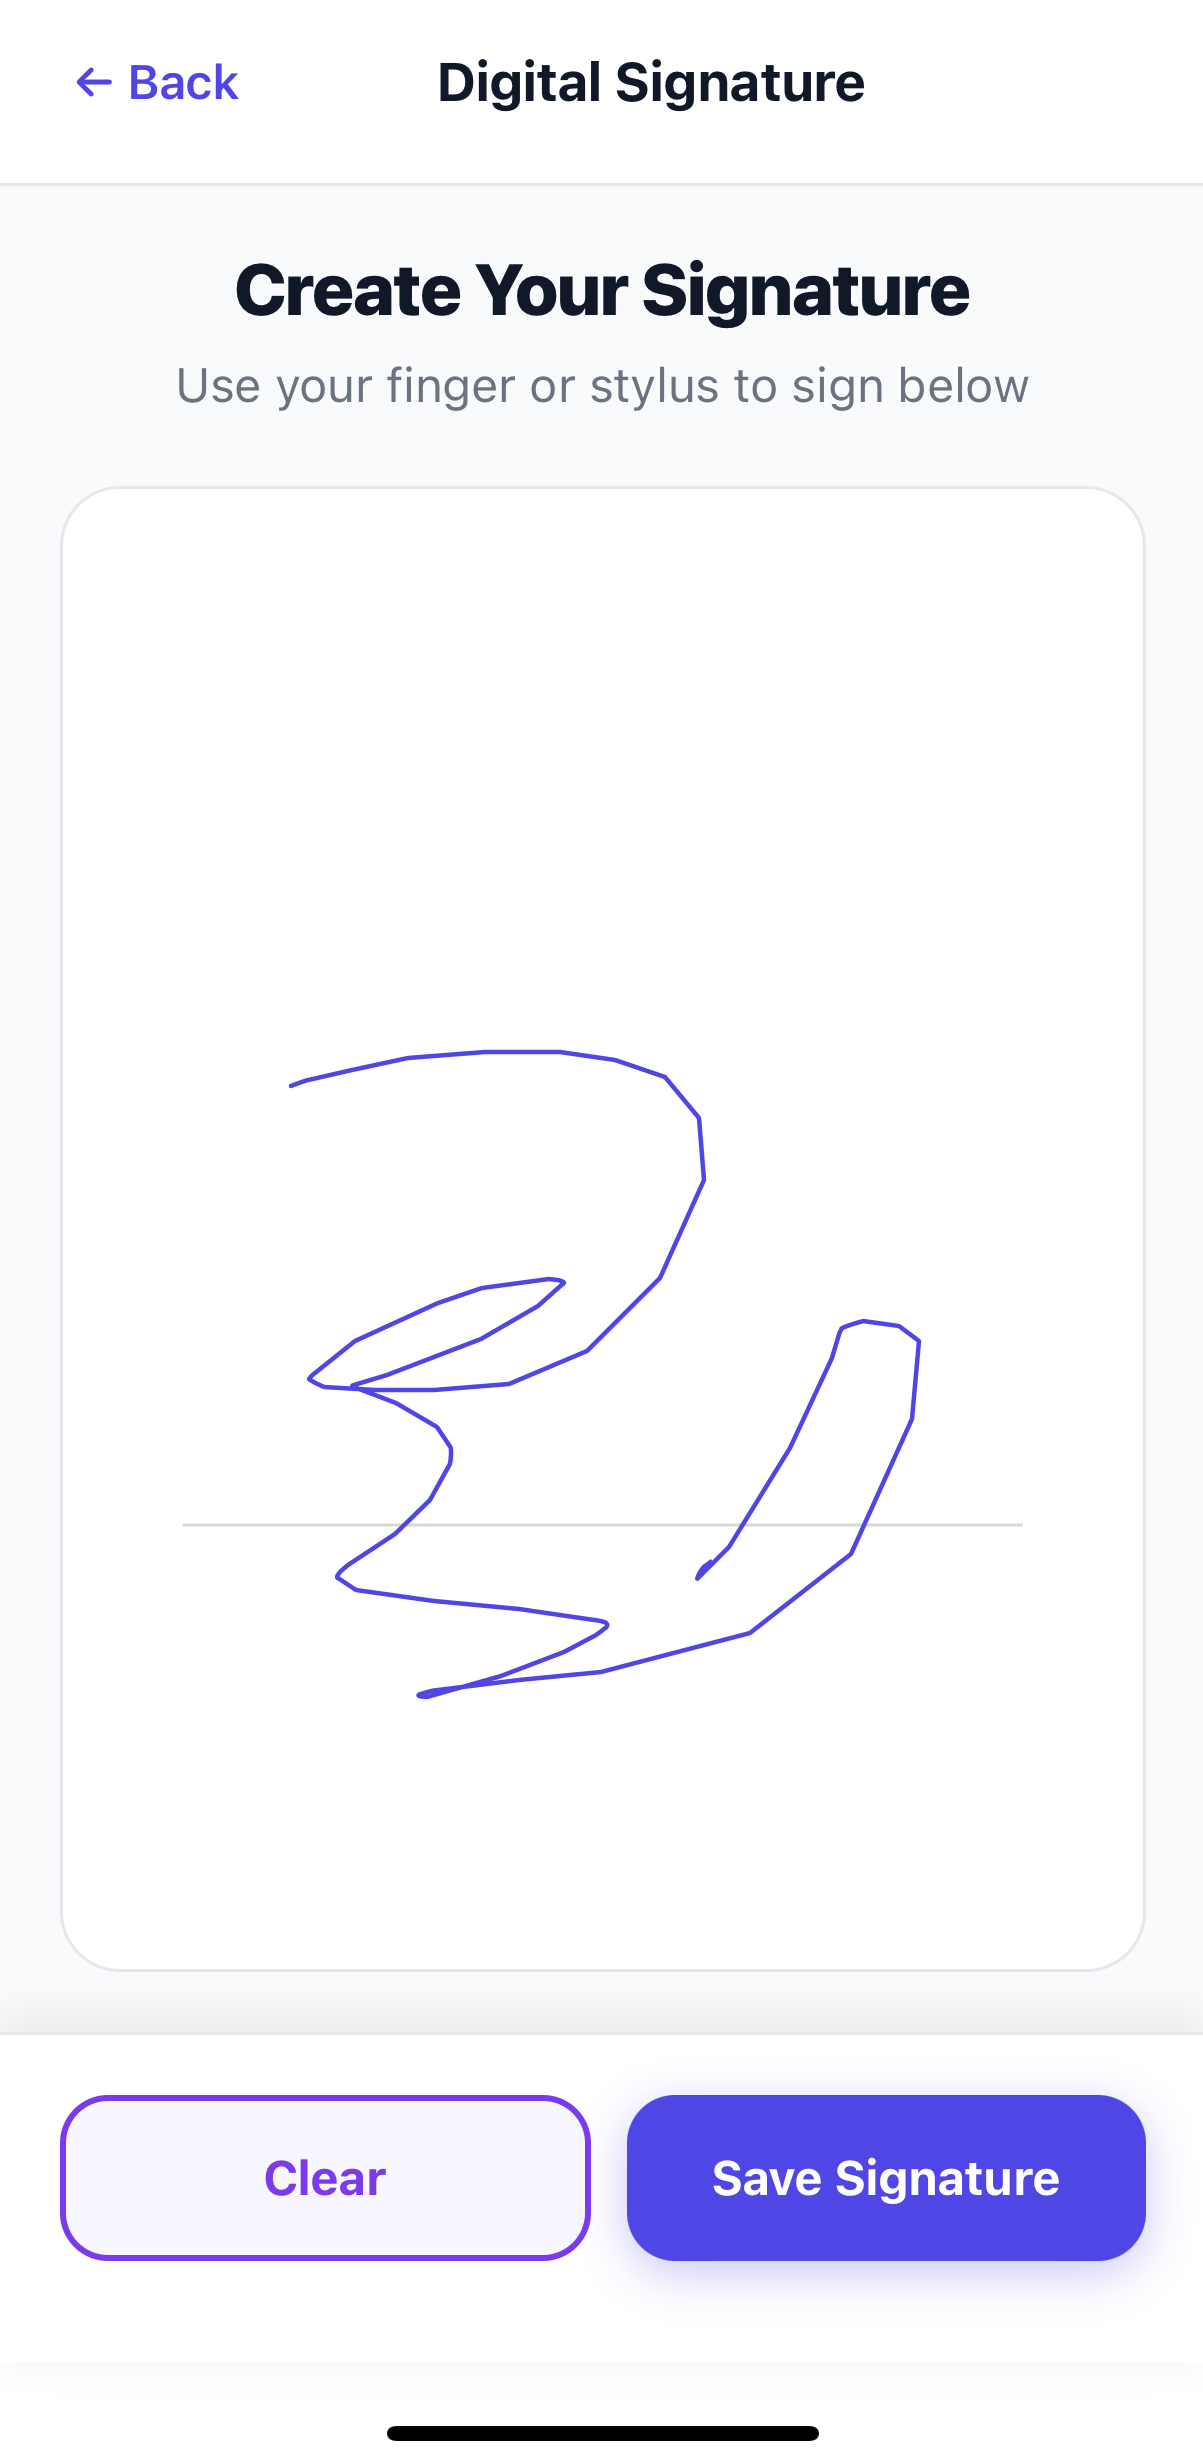 ← Back
Digital Signature
Create Your Signature
Use your finger or stylus to sign below
Clear
Save Signature